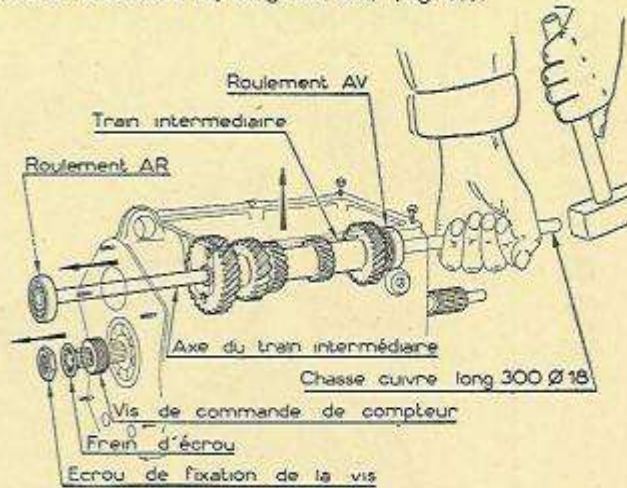 Roulement AV
Train intermediaire
Roulement AR
Axe du train intermédiaire
Chasse cuivre long 300 Ø 18
Vis de commande de compteur
Frein d'écrou
Ecrou de fixation de la vis